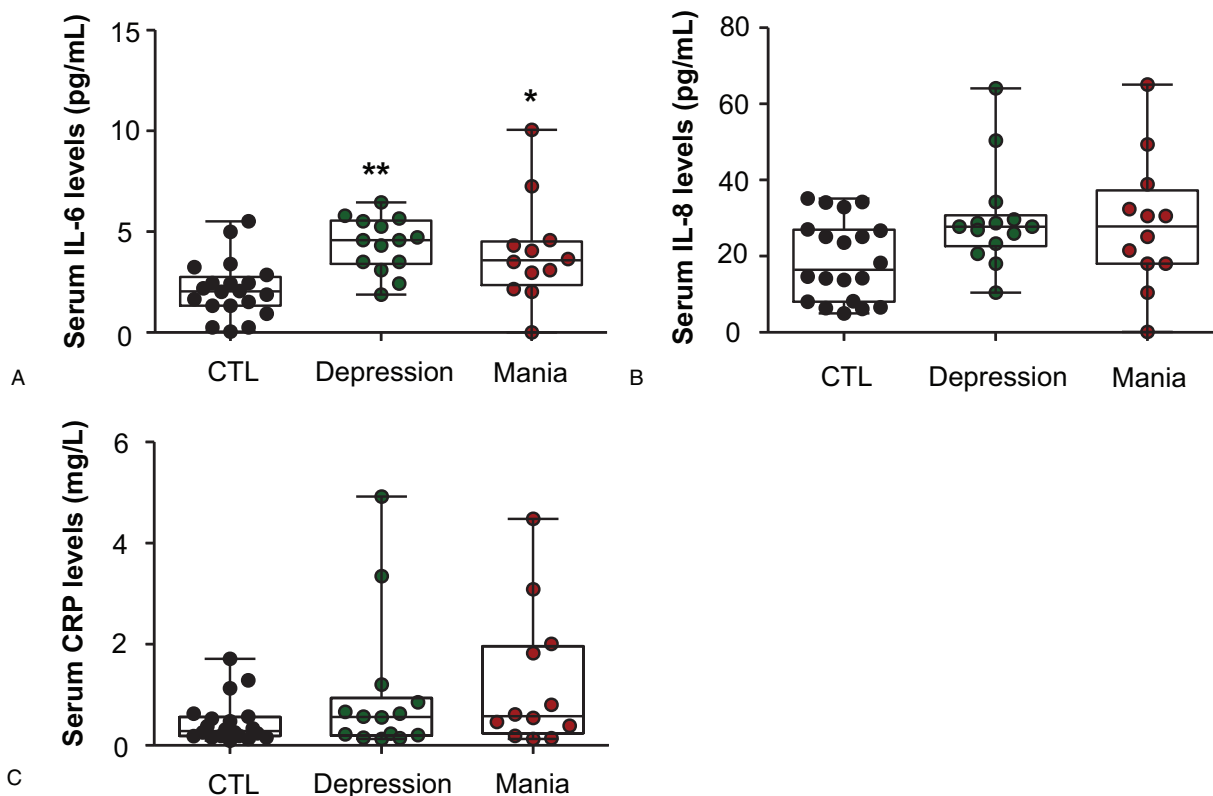 Serum IL-6 levels (pg/mL)
15
10
5
0
**
*
CTL Depression Mania
A
Serum IL-8 levels (pg/mL)
80
60
40
20
0
CTL Depression Mania
B
Serum CRP levels (mg/L)
6
4
2
0
CTL Depression Mania
C